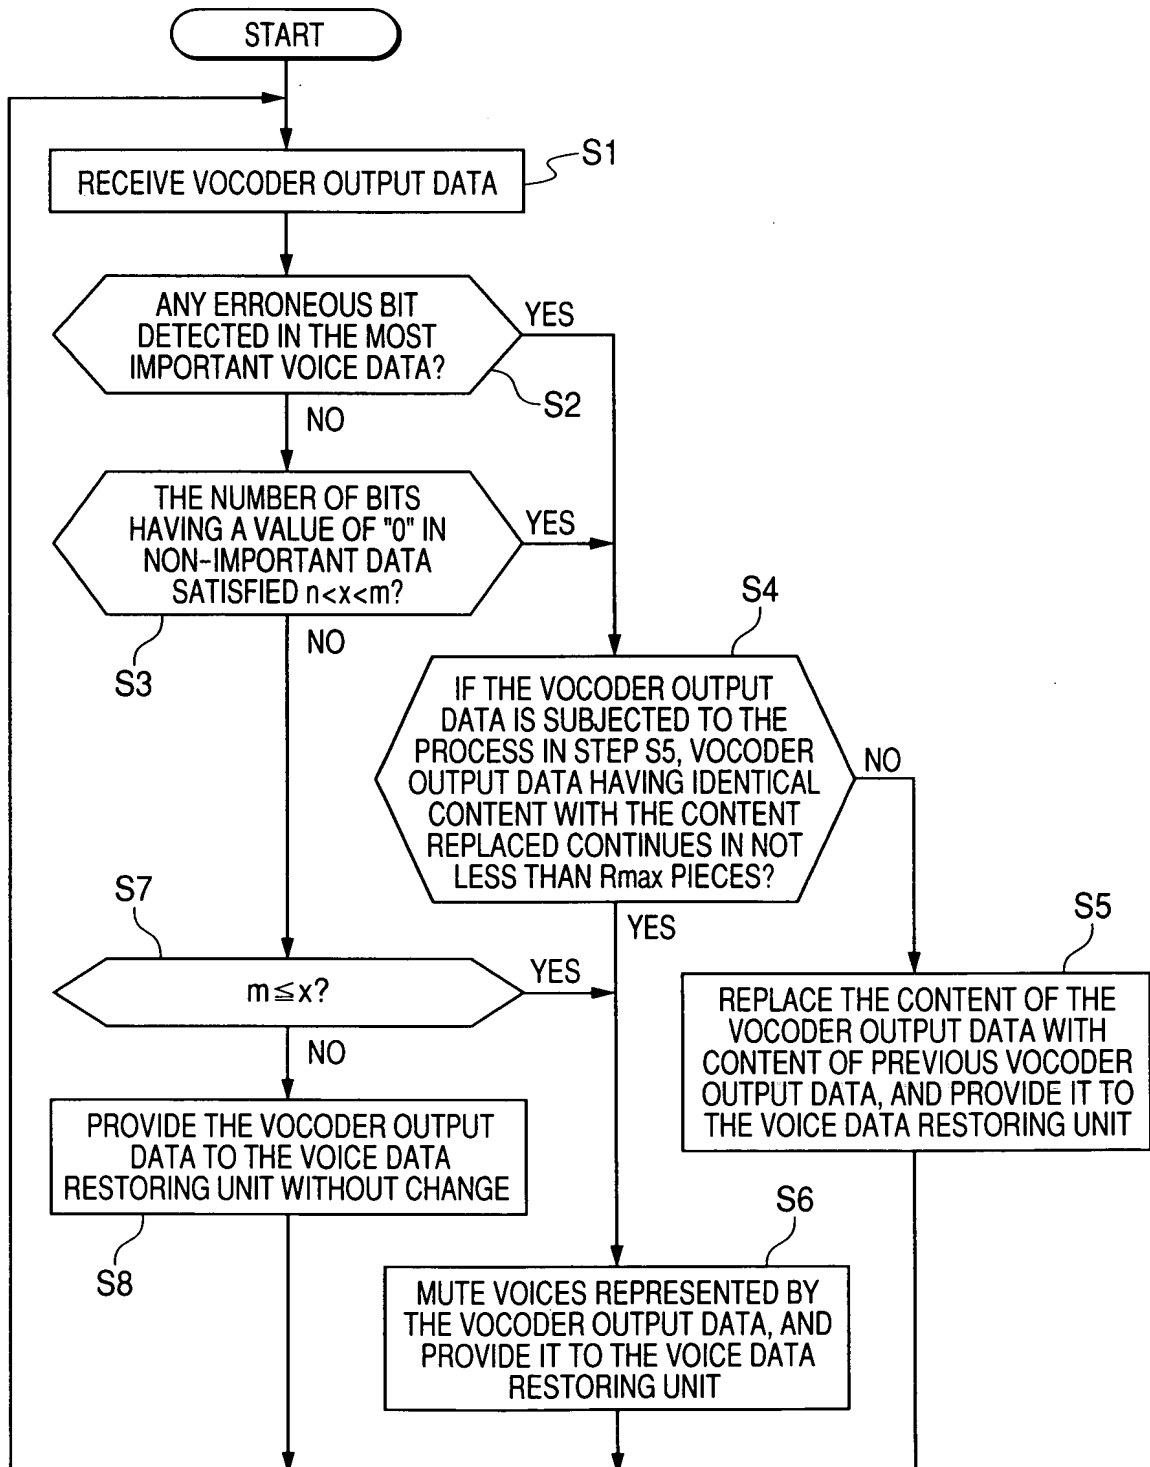 START
S1
RECEIVE VOCODER OUTPUT DATA
ANY ERRONEOUS BIT
DETECTED IN THE MOST
IMPORTANT VOICE DATA?
YES
S2
NO
THE NUMBER OF BITS
HAVING A VALUE OF "0" IN
NON-IMPORTANT DATA
SATISFIED n<x<m?
YES
S3
NO
S4
IF THE VOCODER OUTPUT
DATA IS SUBJECTED TO THE
PROCESS IN STEP S5, VOCODER
OUTPUT DATA HAVING IDENTICAL
CONTENT WITH THE CONTENT
REPLACED CONTINUES IN NOT
LESS THAN Rmax PIECES?
NO
YES
S7
m≦x?
YES
NO
S5
REPLACE THE CONTENT OF THE
VOCODER OUTPUT DATA WITH
CONTENT OF PREVIOUS VOCODER
OUTPUT DATA, AND PROVIDE IT TO
THE VOICE DATA RESTORING UNIT
PROVIDE THE VOCODER OUTPUT
DATA TO THE VOICE DATA
RESTORING UNIT WITHOUT CHANGE
S8
S6
MUTE VOICES REPRESENTED BY
THE VOCODER OUTPUT DATA, AND
PROVIDE IT TO THE VOICE DATA
RESTORING UNIT